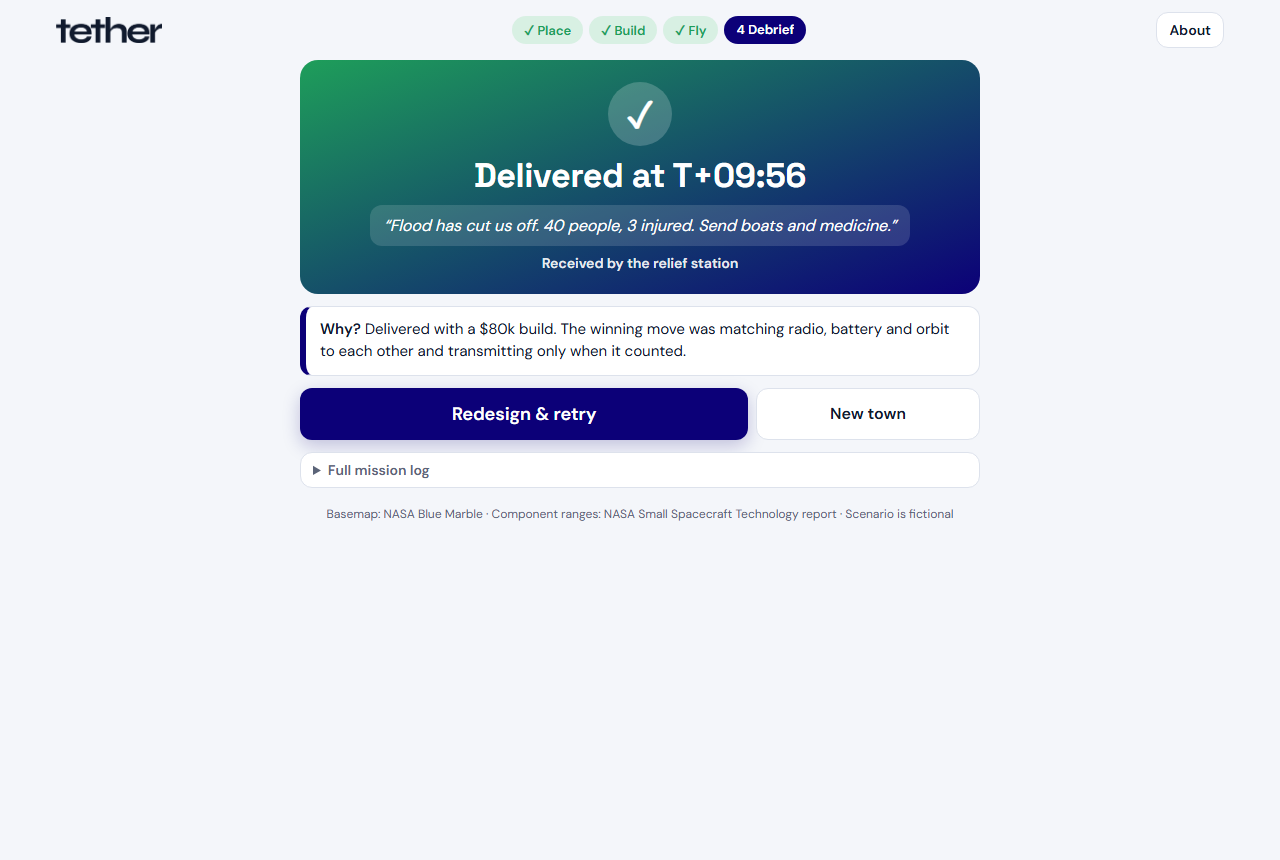 tether
✓ Place
✓ Build
✓ Fly
4 Debrief
About
✓
Delivered at T+09:56
“Flood has cut us off. 40 people, 3 injured. Send boats and medicine.”
Received by the relief station
Why? Delivered with a $80k build. The winning move was matching radio, battery and orbit
to each other and transmitting only when it counted.
Redesign & retry
New town
▶ Full mission log
Basemap: NASA Blue Marble · Component ranges: NASA Small Spacecraft Technology report · Scenario is fictional